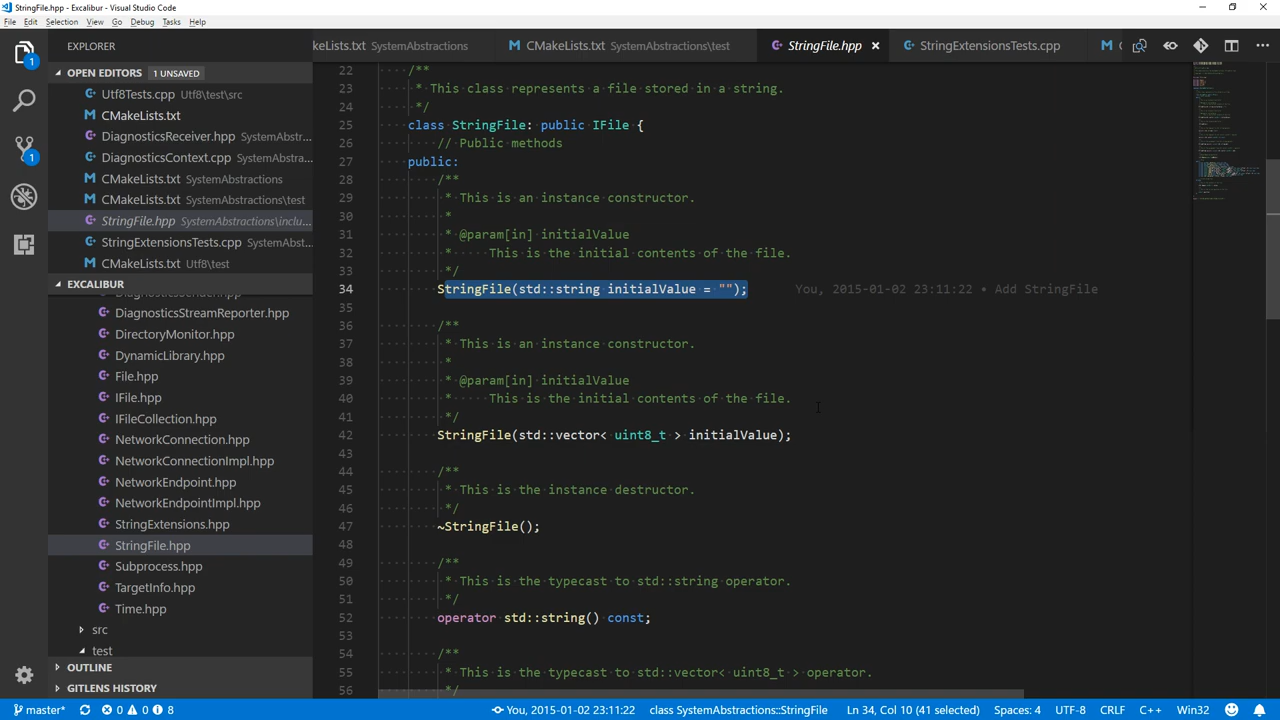 StringFile.hpp - Excalibur - Visual Studio Code
File Edit Selection View Go Debug Tasks Help
EXPLORER
keLists.txt SystemAbstractions
CMakeLists.txt SystemAbstractions\test
StringFile.hpp
StringExtensionsTests.cpp
M
OPEN EDITORS 1 UNSAVED
Utf8Tests.cpp Utf8\test\src
CMakeLists.txt
DiagnosticsReceiver.hpp SystemAbstr...
DiagnosticsContext.cpp SystemAbstra...
CMakeLists.txt SystemAbstractions
CMakeLists.txt SystemAbstractions\test
StringFile.hpp SystemAbstractions\inclu...
StringExtensionsTests.cpp SystemAbst...
CMakeLists.txt Utf8\test
EXCALIBUR
DiagnosticsStreamReporter.hpp
DirectoryMonitor.hpp
DynamicLibrary.hpp
File.hpp
IFile.hpp
IFileCollection.hpp
NetworkConnection.hpp
NetworkConnectionImpl.hpp
NetworkEndpoint.hpp
NetworkEndpointImpl.hpp
StringExtensions.hpp
StringFile.hpp
Subprocess.hpp
TargetInfo.hpp
Time.hpp
src
test
OUTLINE
GITLENS HISTORY
1
1
22 /**
23 * This class represents a file stored in a string.
24 */
25 class StringFile: public IFile {
26 // Public methods
27 public:
28 /**
29 * This is an instance constructor.
30 *
31 * @param[in] initialValue
32 * This is the initial contents of the file.
33 */
34 StringFile(std::string initialValue = ""); You, 2015-01-02 23:11:22 • Add StringFile
35
36 /**
37 * This is an instance constructor.
38 *
39 * @param[in] initialValue
40 * This is the initial contents of the file.
41 */
42 StringFile(std::vector< uint8_t > initialValue);
43
44 /**
45 * This is the instance destructor.
46 */
47 ~StringFile();
48
49 /**
50 * This is the typecast to std::string operator.
51 */
52 operator std::string() const;
53
54 /**
55 * This is the typecast to std::vector< uint8_t > operator.
56 */
master* 0 0 8 You, 2015-01-02 23:11:22 class SystemAbstractions::StringFile Ln 34, Col 10 (41 selected) Spaces: 4 UTF-8 CRLF C++ Win32